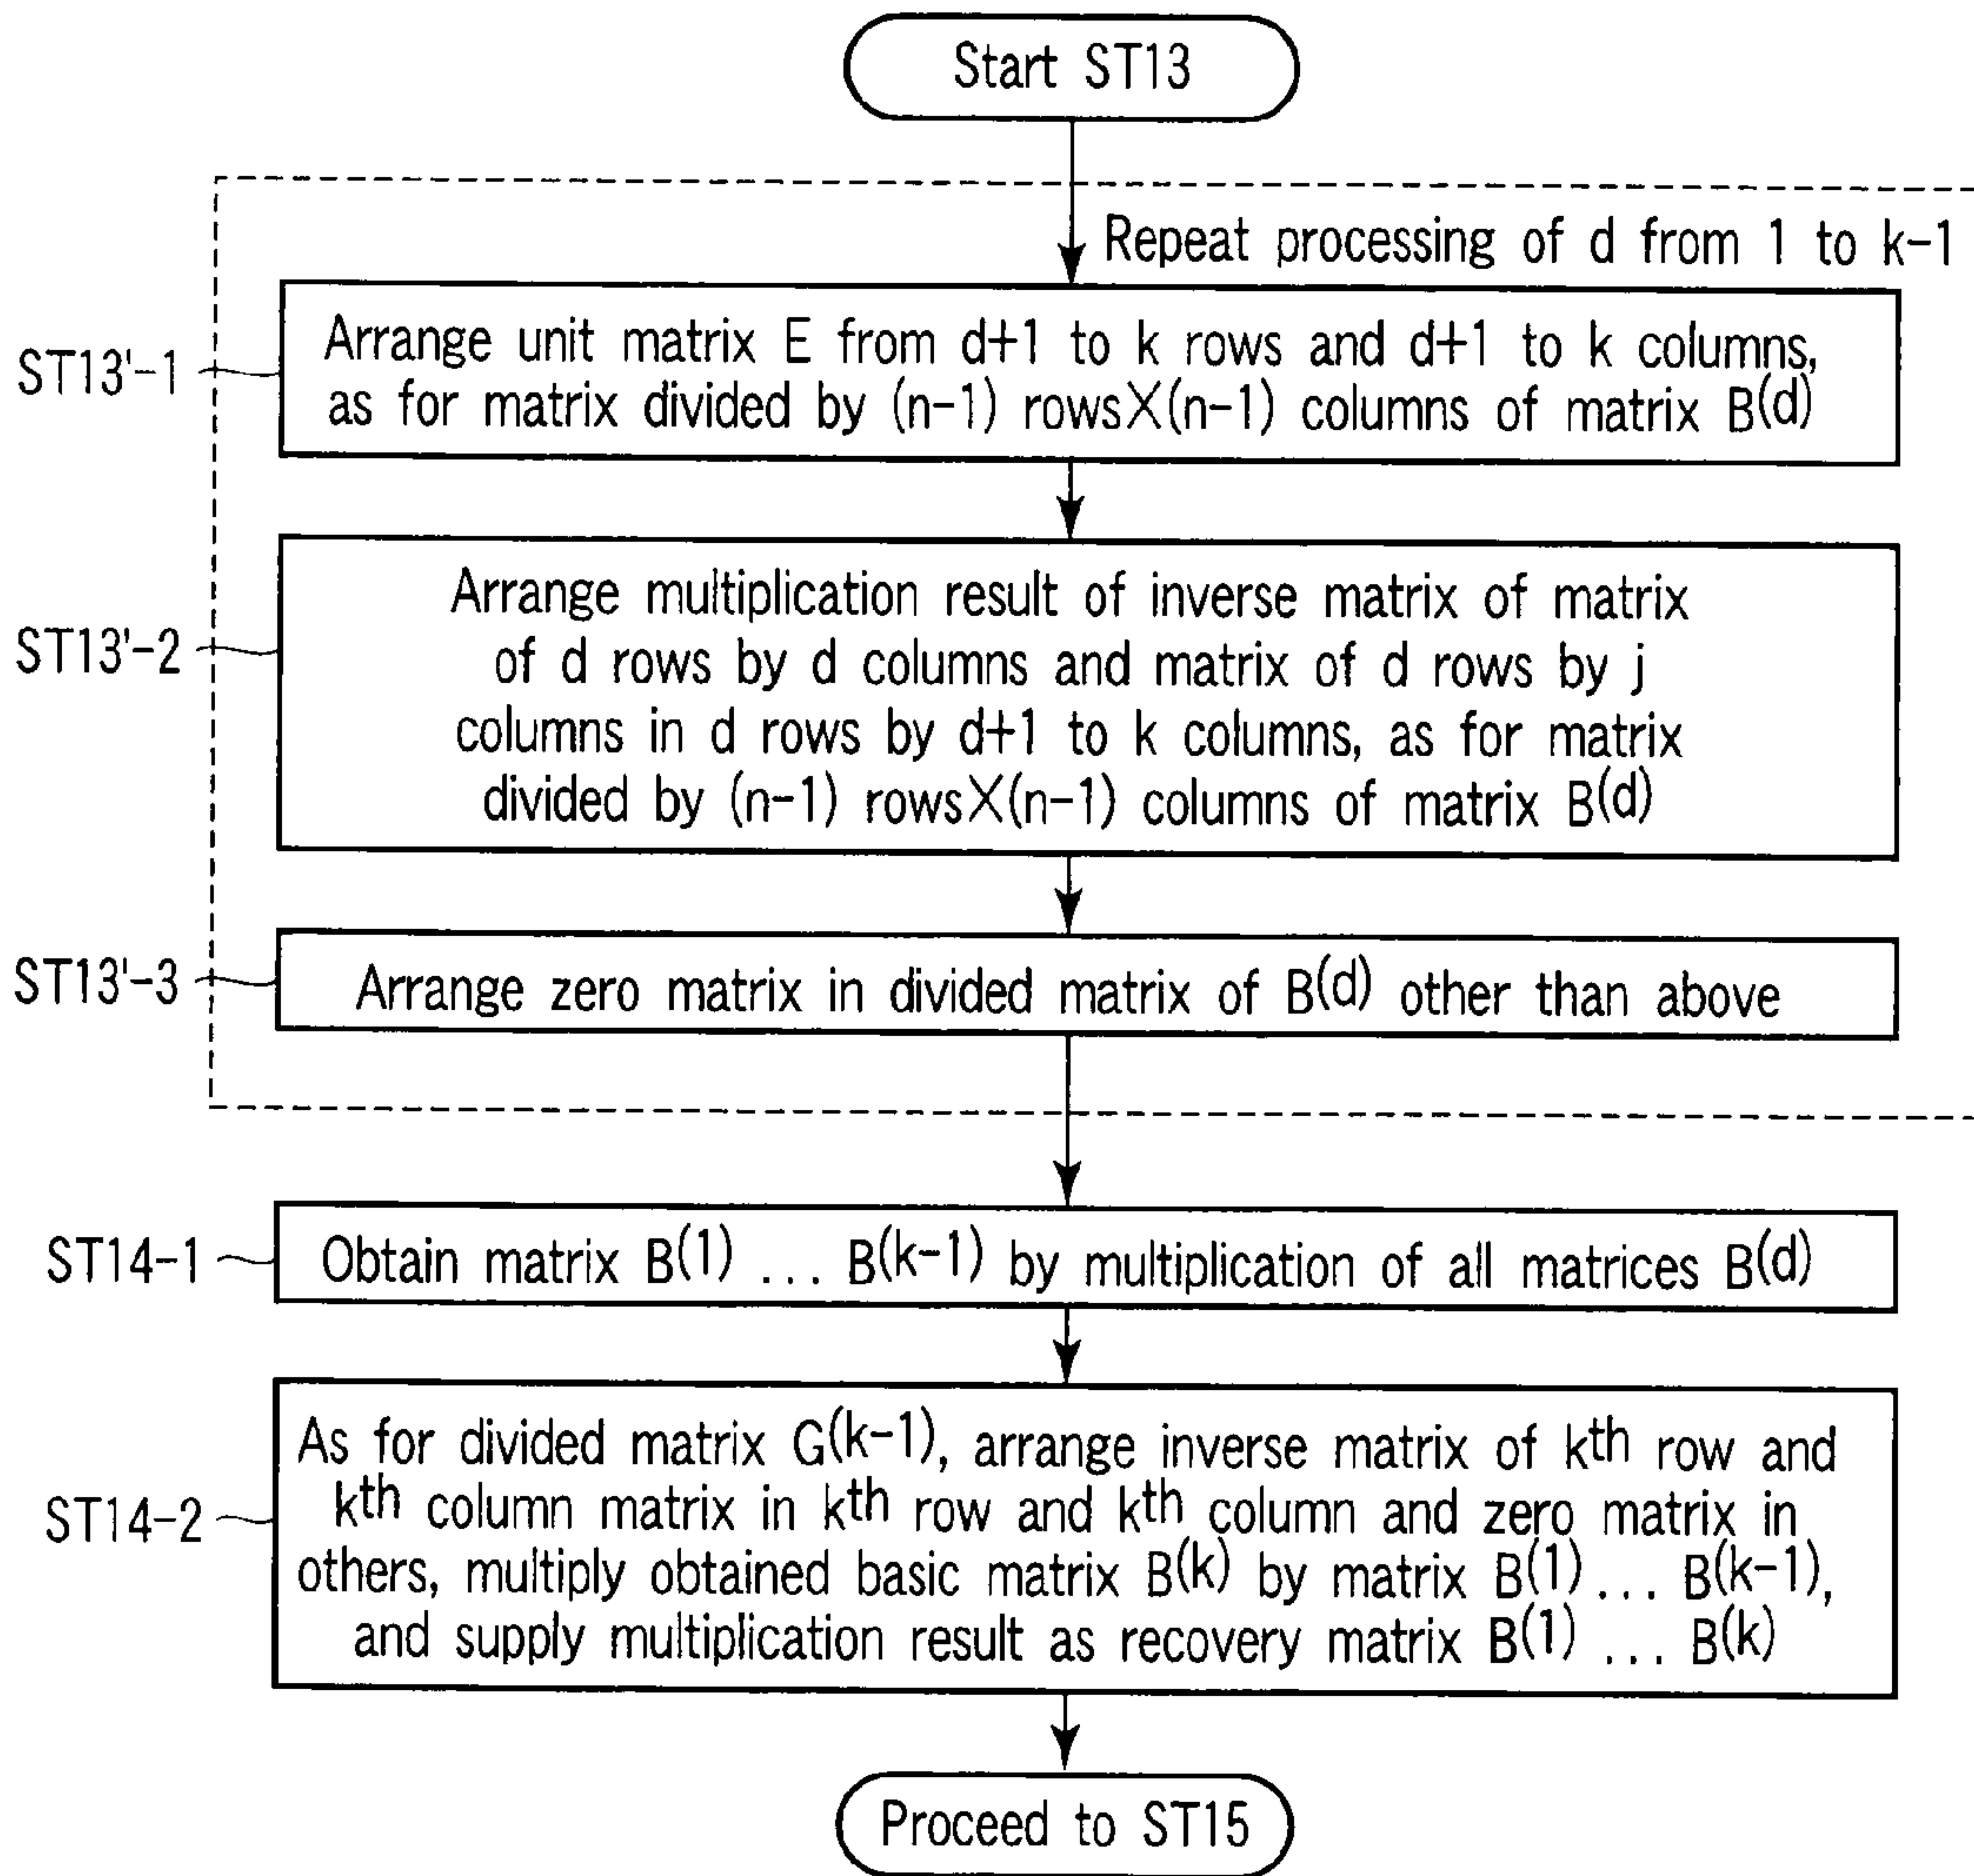 Start ST13
Repeat processing of d from 1 to k-1
ST13'-1
Arrange unit matrix E from d+1 to k rows and d+1 to k columns,
as for matrix divided by (n-1) rows×(n-1) columns of matrix B(d)
ST13'-2
Arrange multiplication result of inverse matrix of matrix
of d rows by d columns and matrix of d rows by j
columns in d rows by d+1 to k columns, as for matrix
divided by (n-1) rows×(n-1) columns of matrix B(d)
ST13'-3
Arrange zero matrix in divided matrix of B(d) other than above
ST14-1
Obtain matrix B(1) ... B(k-1) by multiplication of all matrices B(d)
ST14-2
As for divided matrix G(k-1), arrange inverse matrix of kth row and
kth column matrix in kth row and kth column and zero matrix in
others, multiply obtained basic matrix B(k) by matrix B(1) ... B(k-1),
and supply multiplication result as recovery matrix B(1) ... B(k)
Proceed to ST15